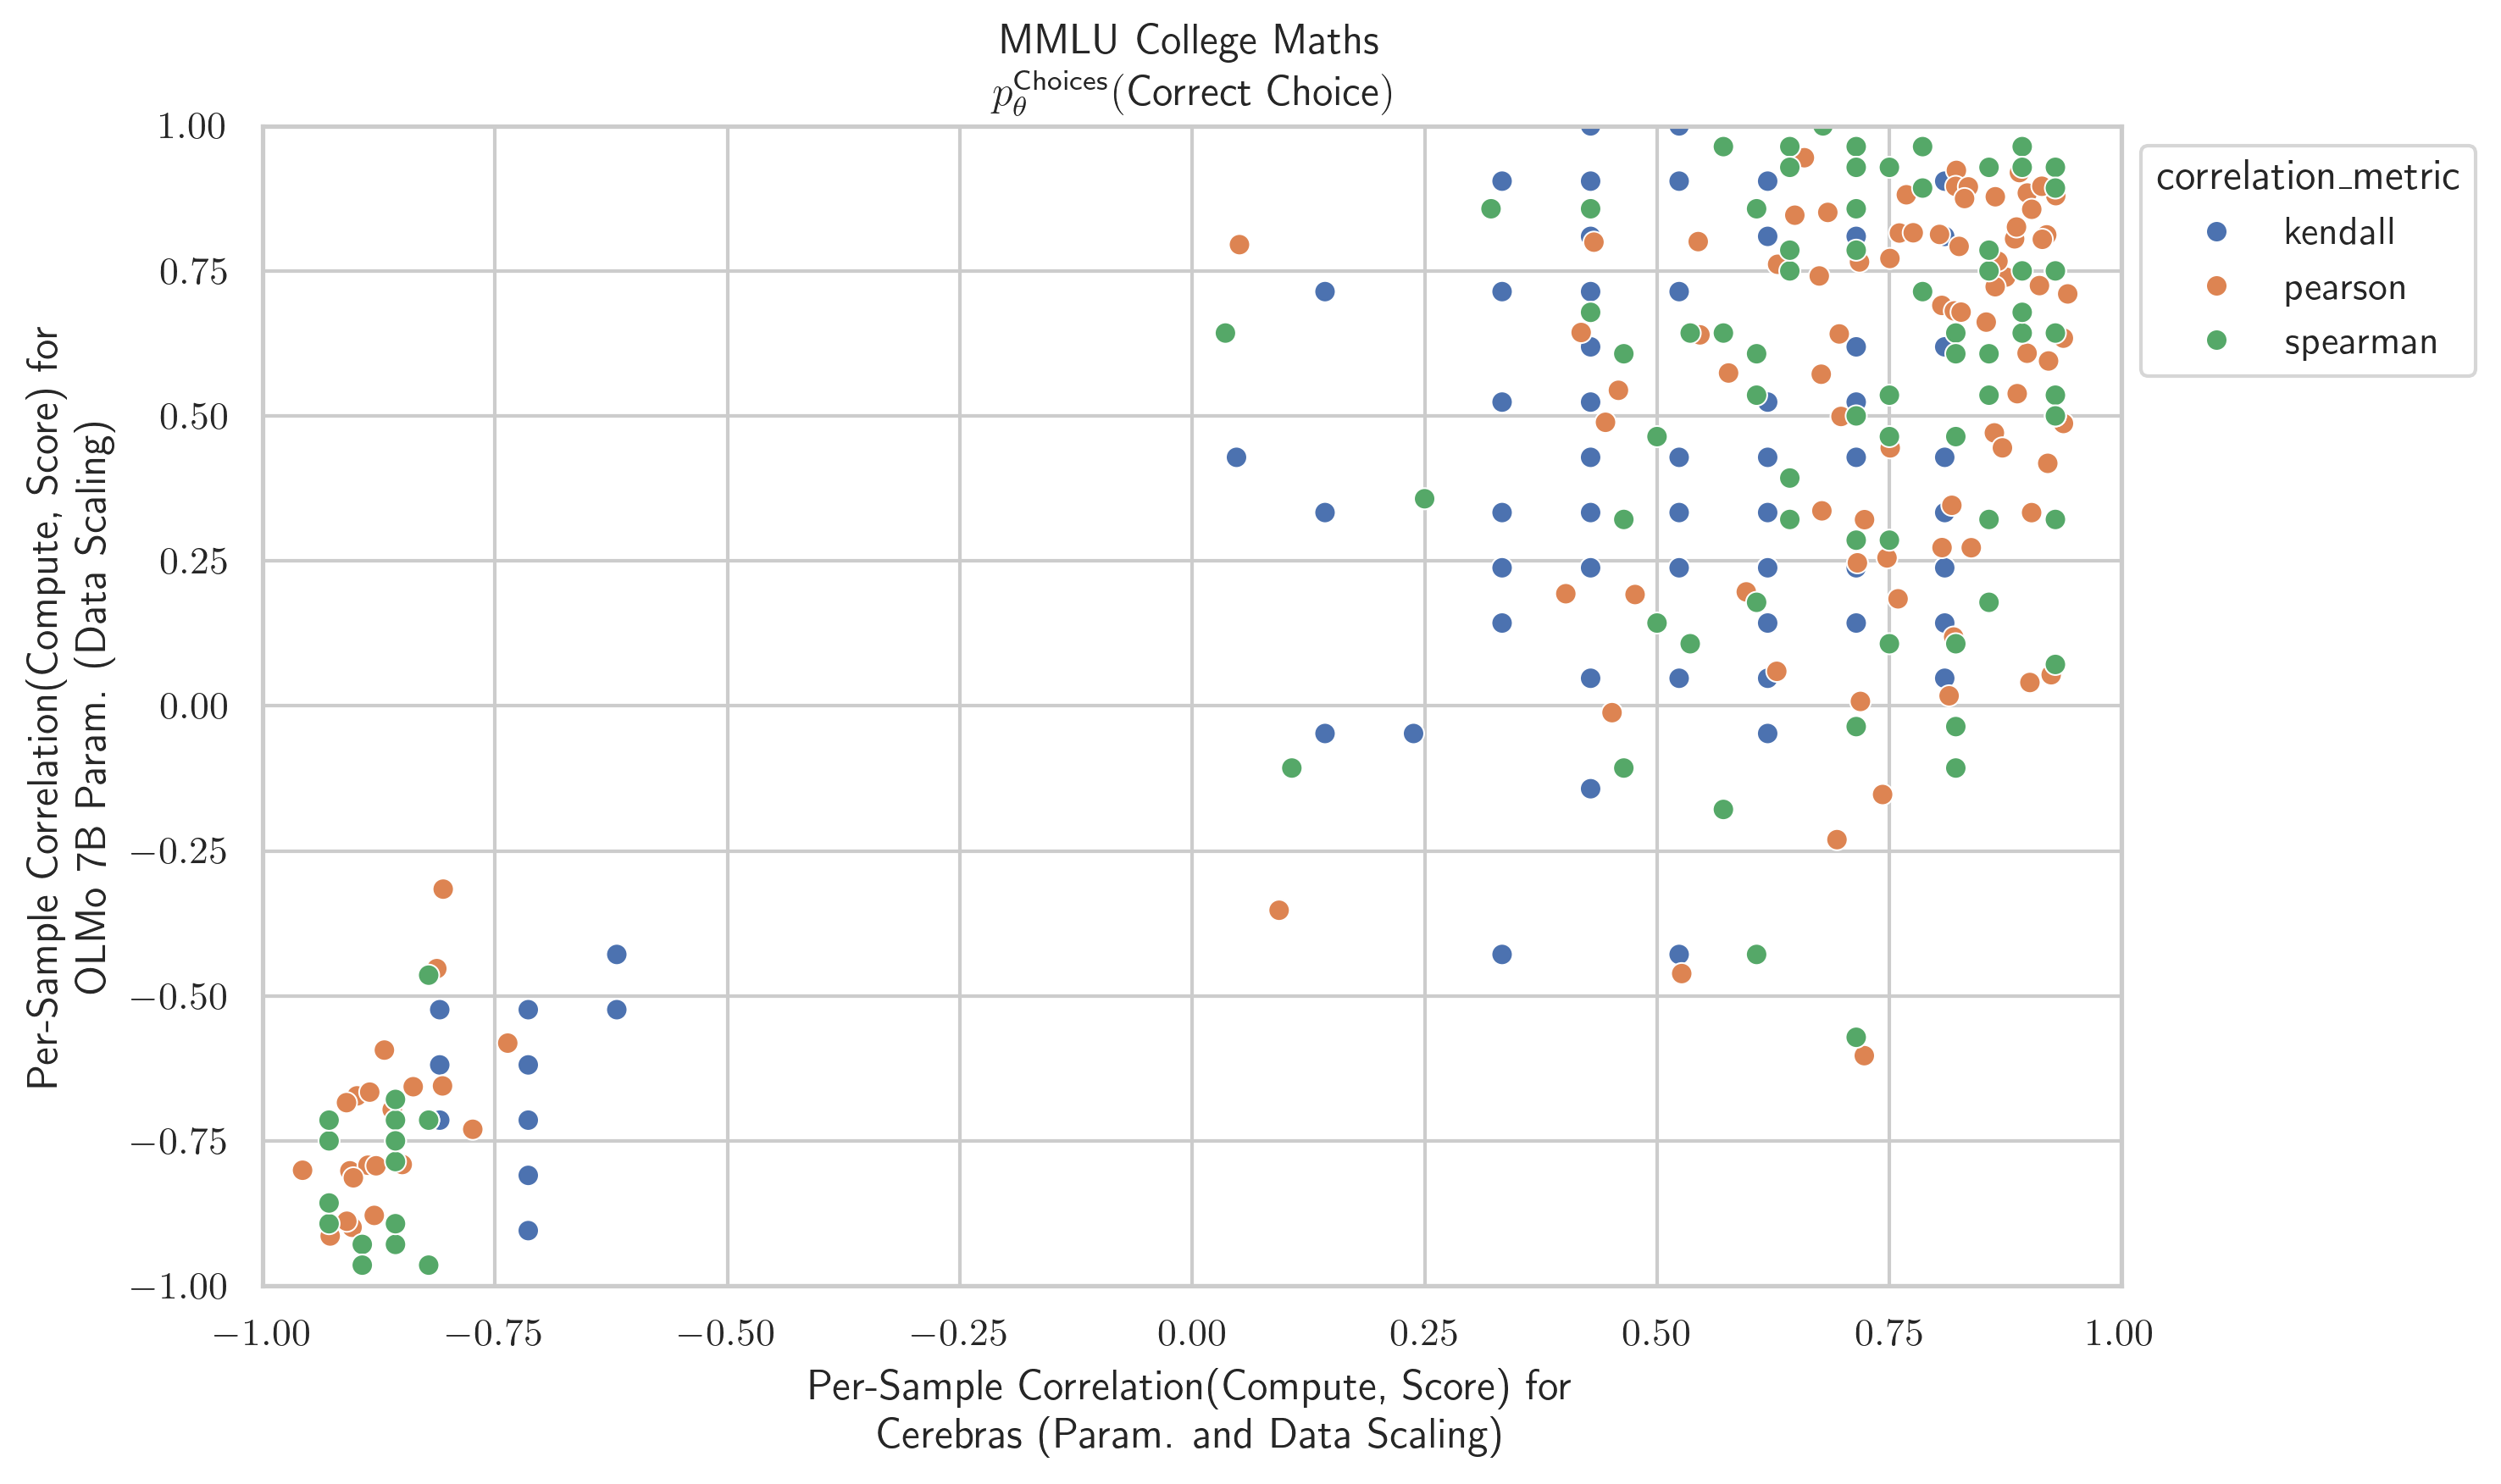 MMLU College Maths
p_θ^Choices(Correct Choice)
1.00
0.75
0.50
0.25
0.00
−0.25
−0.50
−0.75
−1.00
Per-Sample Correlation(Compute, Score) for
OLMo 7B Param. (Data Scaling)
−1.00 −0.75 −0.50 −0.25 0.00 0.25 0.50 0.75 1.00
Per-Sample Correlation(Compute, Score) for
Cerebras (Param. and Data Scaling)
correlation_metric
kendall
pearson
spearman